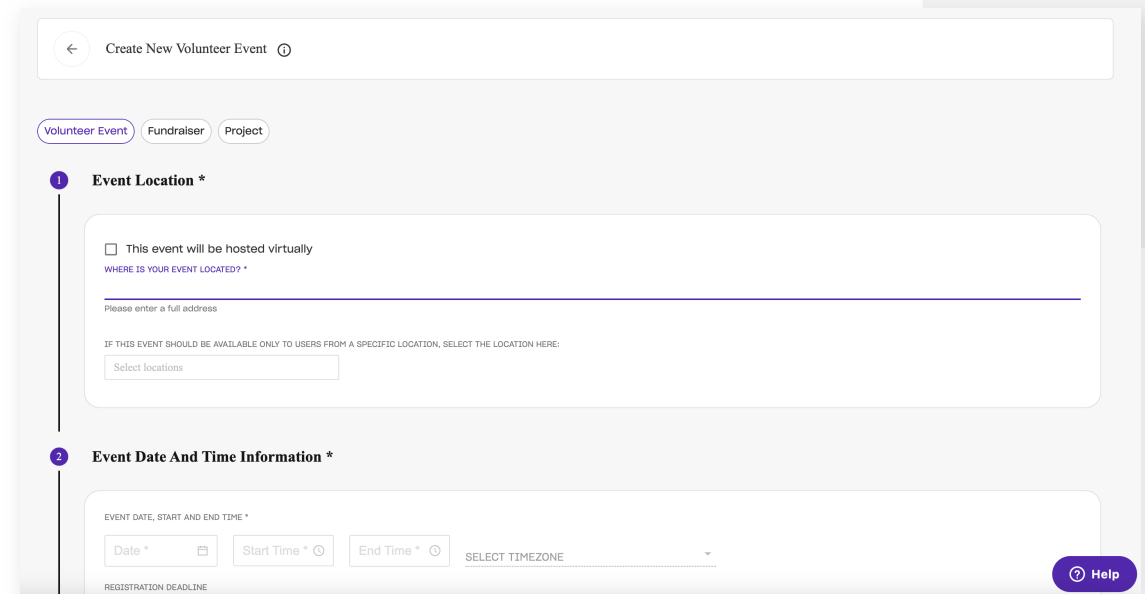 Create New Volunteer Event
Volunteer Event Fundraiser Project
1 Event Location *
This event will be hosted virtually
WHERE IS YOUR EVENT LOCATED? *
Please enter a full address
IF THIS EVENT SHOULD BE AVAILABLE ONLY TO USERS FROM A SPECIFIC LOCATION, SELECT THE LOCATION HERE:
Select locations
2 Event Date And Time Information *
EVENT DATE, START AND END TIME *
Date * Start Time * End Time * SELECT TIMEZONE
Help
REGISTRATION DEADLINE